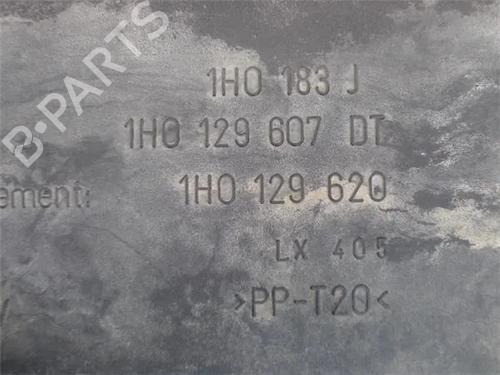 B-PARTS
1H0 183 J
1H0 129 607 DT
ement: 1H0 129 620
LX 405
>PP-T20<